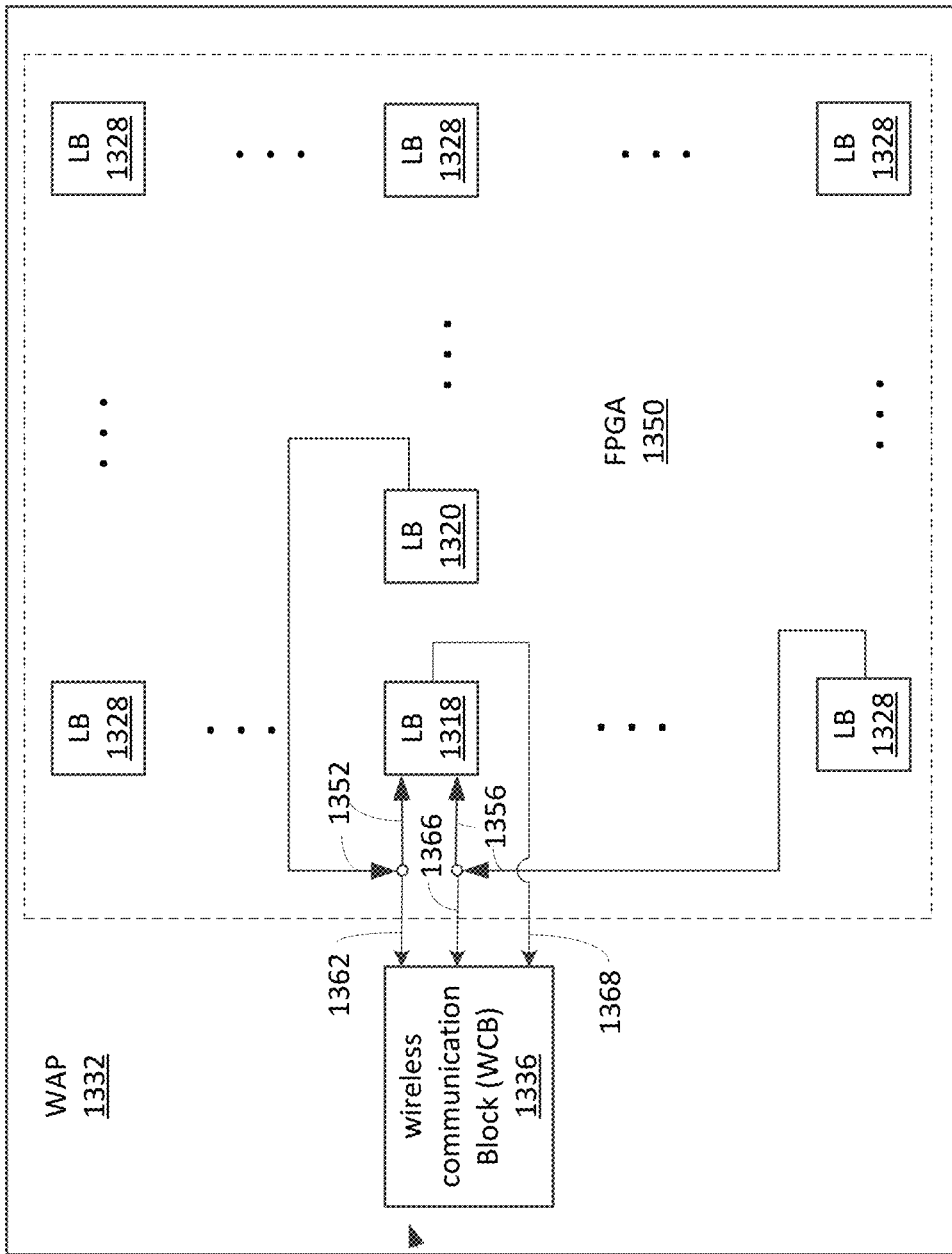 WAP
1332
LB
1328
LB
1328
LB
1320
1352
1362
wireless
communication
Block (WCB)
1336
LB
1318
LB
1328
1366
1356
1368
FPGA
1350
LB
1328
LB
1328